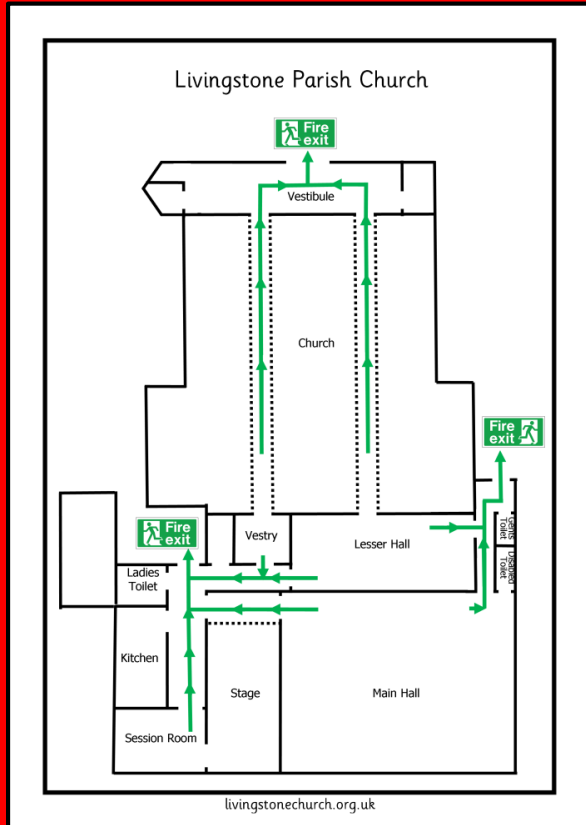 Livingstone Parish Church
Fire
exit
Vestibule
Church
Fire
exit
Fire
exit
Vestry
Lesser Hall
Gents
Toilet
Disabled
Toilet
Ladies
Toilet
Kitchen
Stage
Main Hall
Session Room
livingstonechurch.org.uk